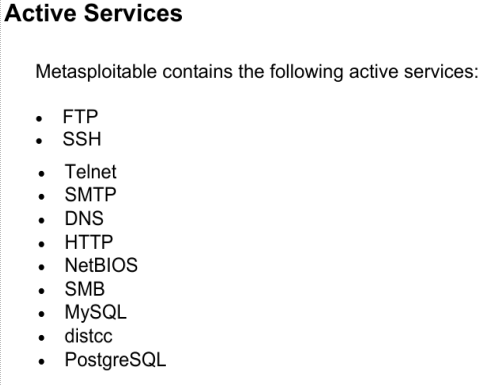 Active Services
Metasploitable contains the following active services:
• FTP
• SSH
• Telnet
• SMTP
• DNS
• HTTP
• NetBIOS
• SMB
• MySQL
• distcc
• PostgreSQL